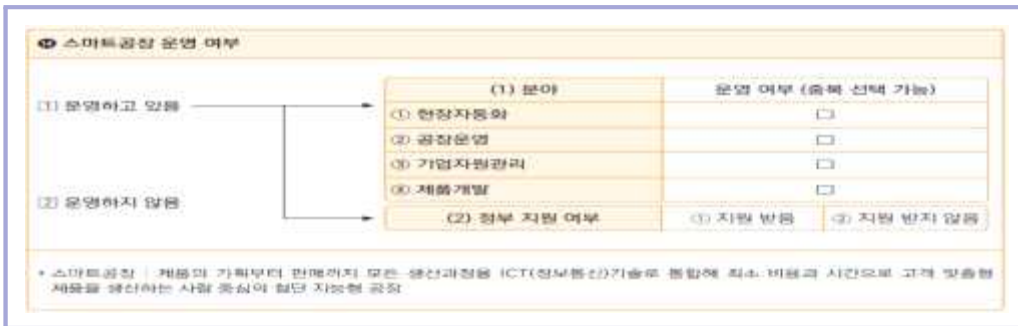 ⓮ 스마트공장 운영 여부
(1) 분야 운영 여부 (중복 선택 가능)
[1] 운영하고 있음
① 현장자동화 □
② 공장운영 □
③ 기업자원관리 □
④ 제품개발 □
[2] 운영하지 않음
(2) 정부 지원 여부 ① 지원 받음 ② 지원 받지 않음
* 스마트공장 : 제품의 기획부터 판매까지 모든 생산과정을 ICT(정보통신)기술로 통합해 최소 비용과 시간으로 고객 맞춤형
제품을 생산하는 사람 중심의 첨단 지능형 공장